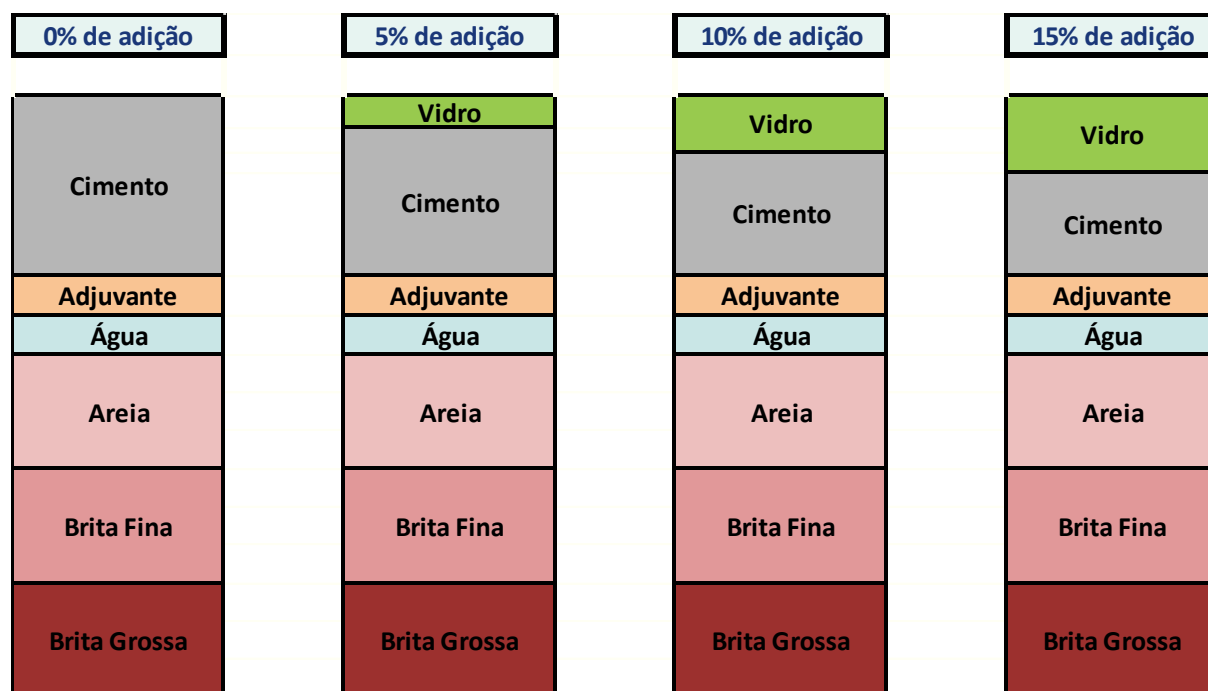 0% de adição
5% de adição
10% de adição
15% de adição
Cimento
Adjuvante
Água
Areia
Brita Fina
Brita Grossa
Vidro
Cimento
Adjuvante
Água
Areia
Brita Fina
Brita Grossa
Vidro
Cimento
Adjuvante
Água
Areia
Brita Fina
Brita Grossa
Vidro
Cimento
Adjuvante
Água
Areia
Brita Fina
Brita Grossa